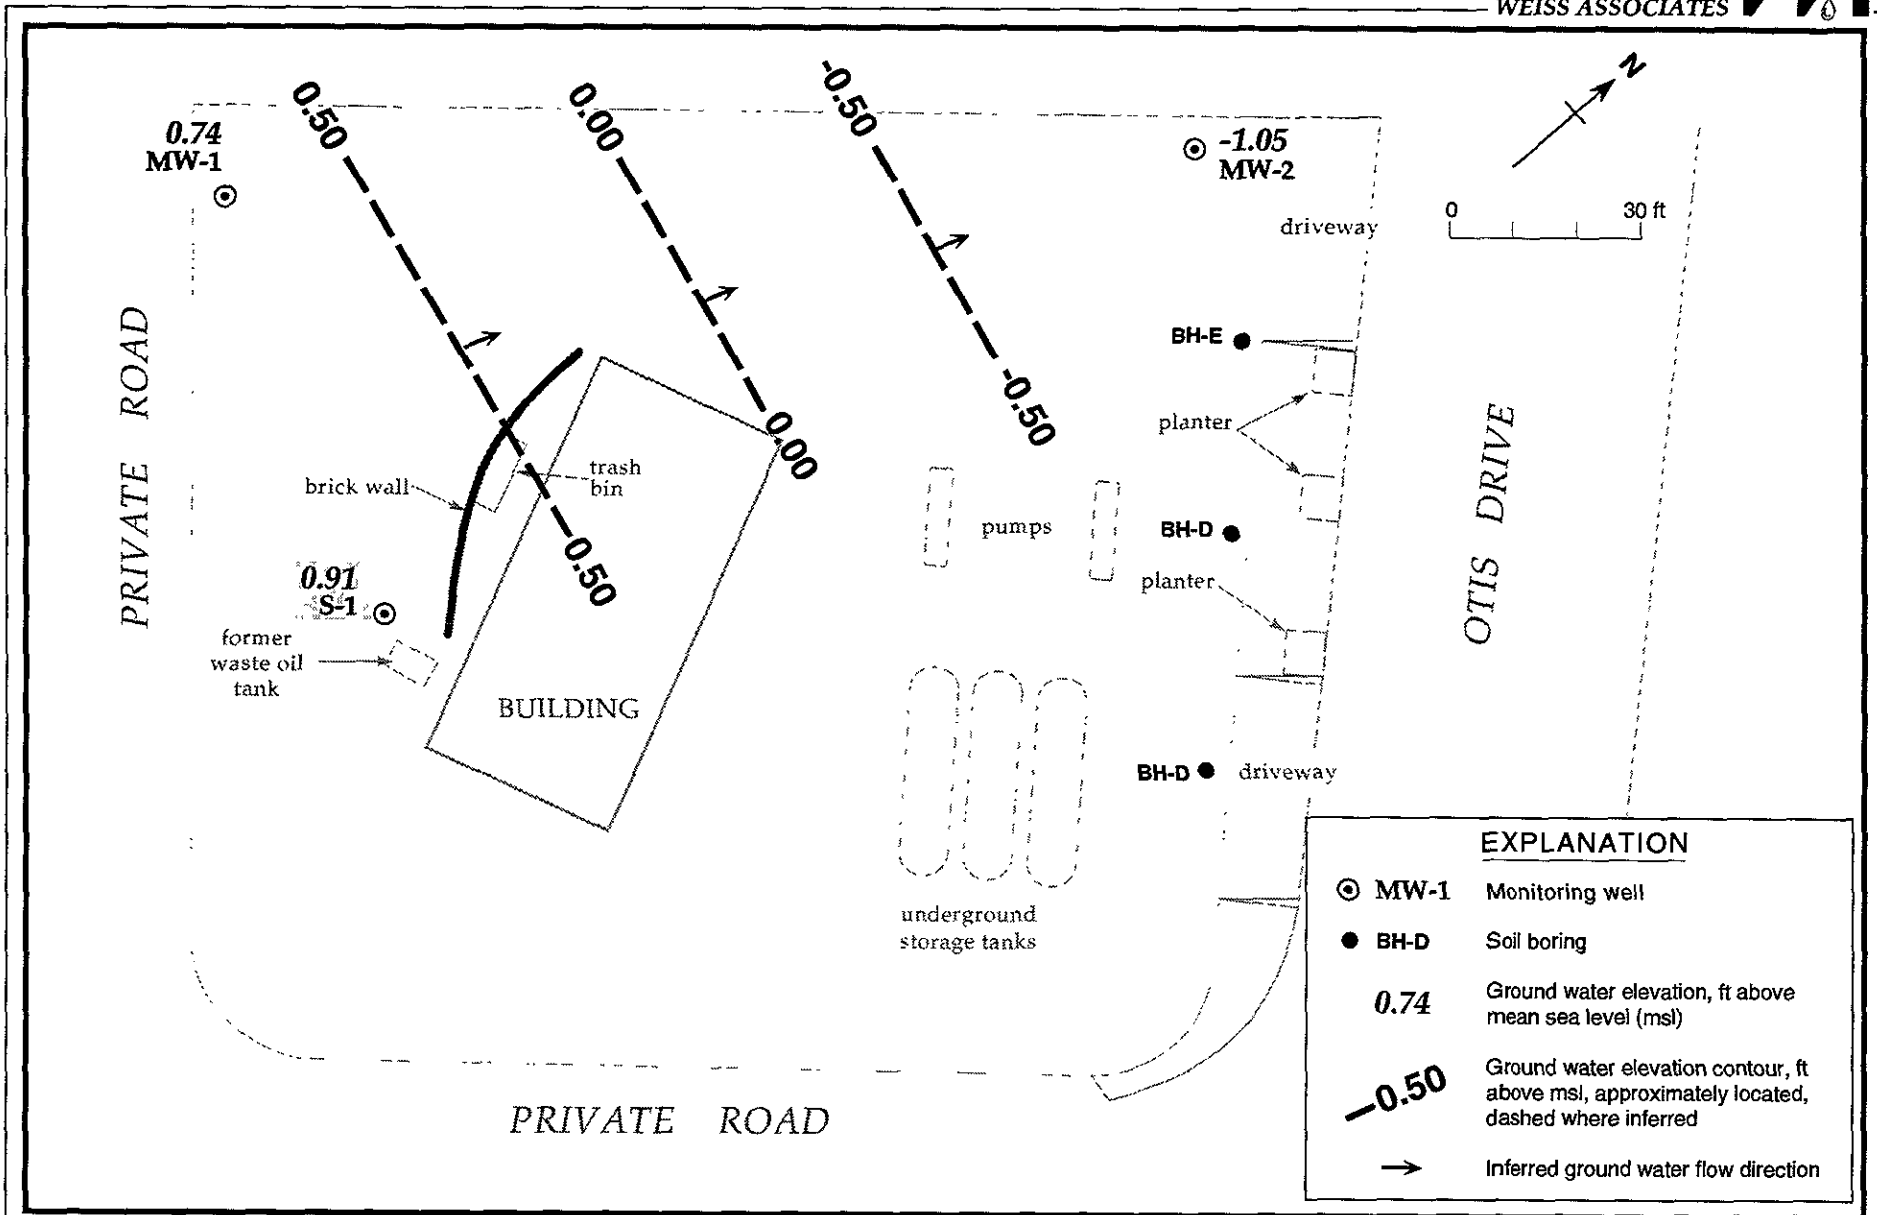 WEISS ASSOCIATES
0.50
0.00
-0.50
N
0.74
MW-1
-1.05
MW-2
0 30 ft
driveway
PRIVATE ROAD
BH-E
-0.50
planter
0.00
trash
bin
brick wall
pumps
BH-D
OTIS DRIVE
0.50
0.91
S-1
planter
former
waste oil
tank
BUILDING
BH-D
driveway
underground
storage tanks
PRIVATE ROAD
EXPLANATION
MW-1 Monitoring well
BH-D Soil boring
0.74 Ground water elevation, ft above
mean sea level (msl)
—0.50 Ground water elevation contour, ft
above msl, approximately located,
dashed where inferred
Inferred ground water flow direction